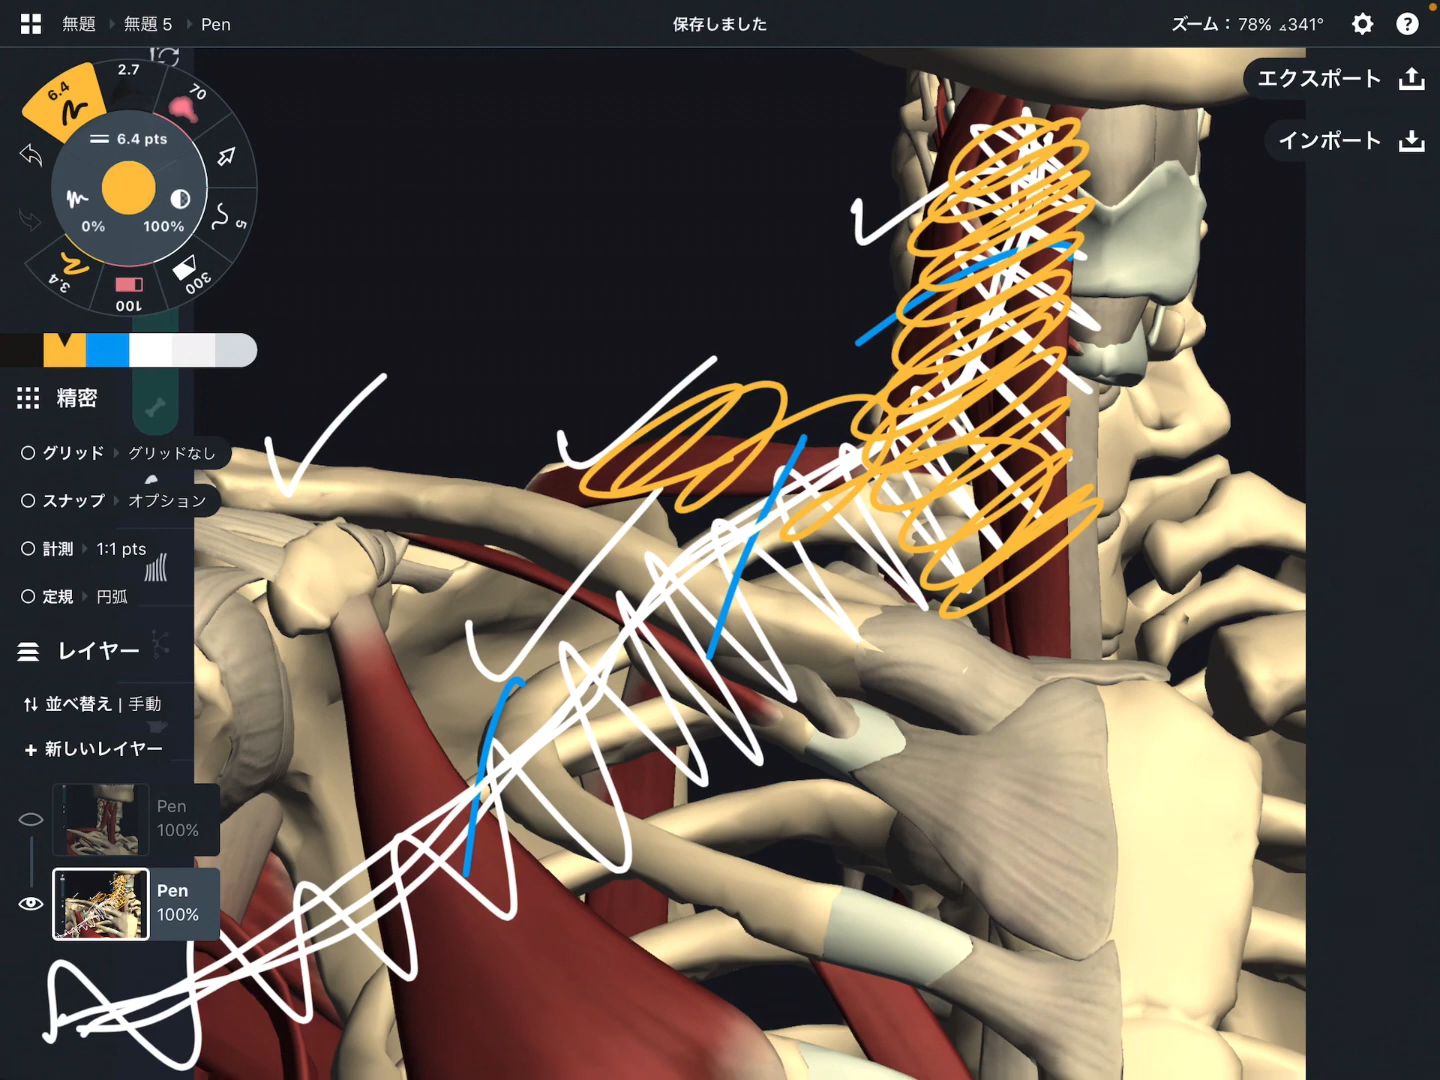 無題 無題 5 Pen
保存しました
ズーム：78% ⊿341°
エクスポート
インポート
2.7
6.4
70
6.4 pts
0% 100%
5
300
100
3.4
精密
グリッド グリッドなし
スナップ オプション
計測 1:1 pts
定規 円弧
レイヤー
並べ替え | 手動
+ 新しいレイヤー
Pen
100%
Pen
100%